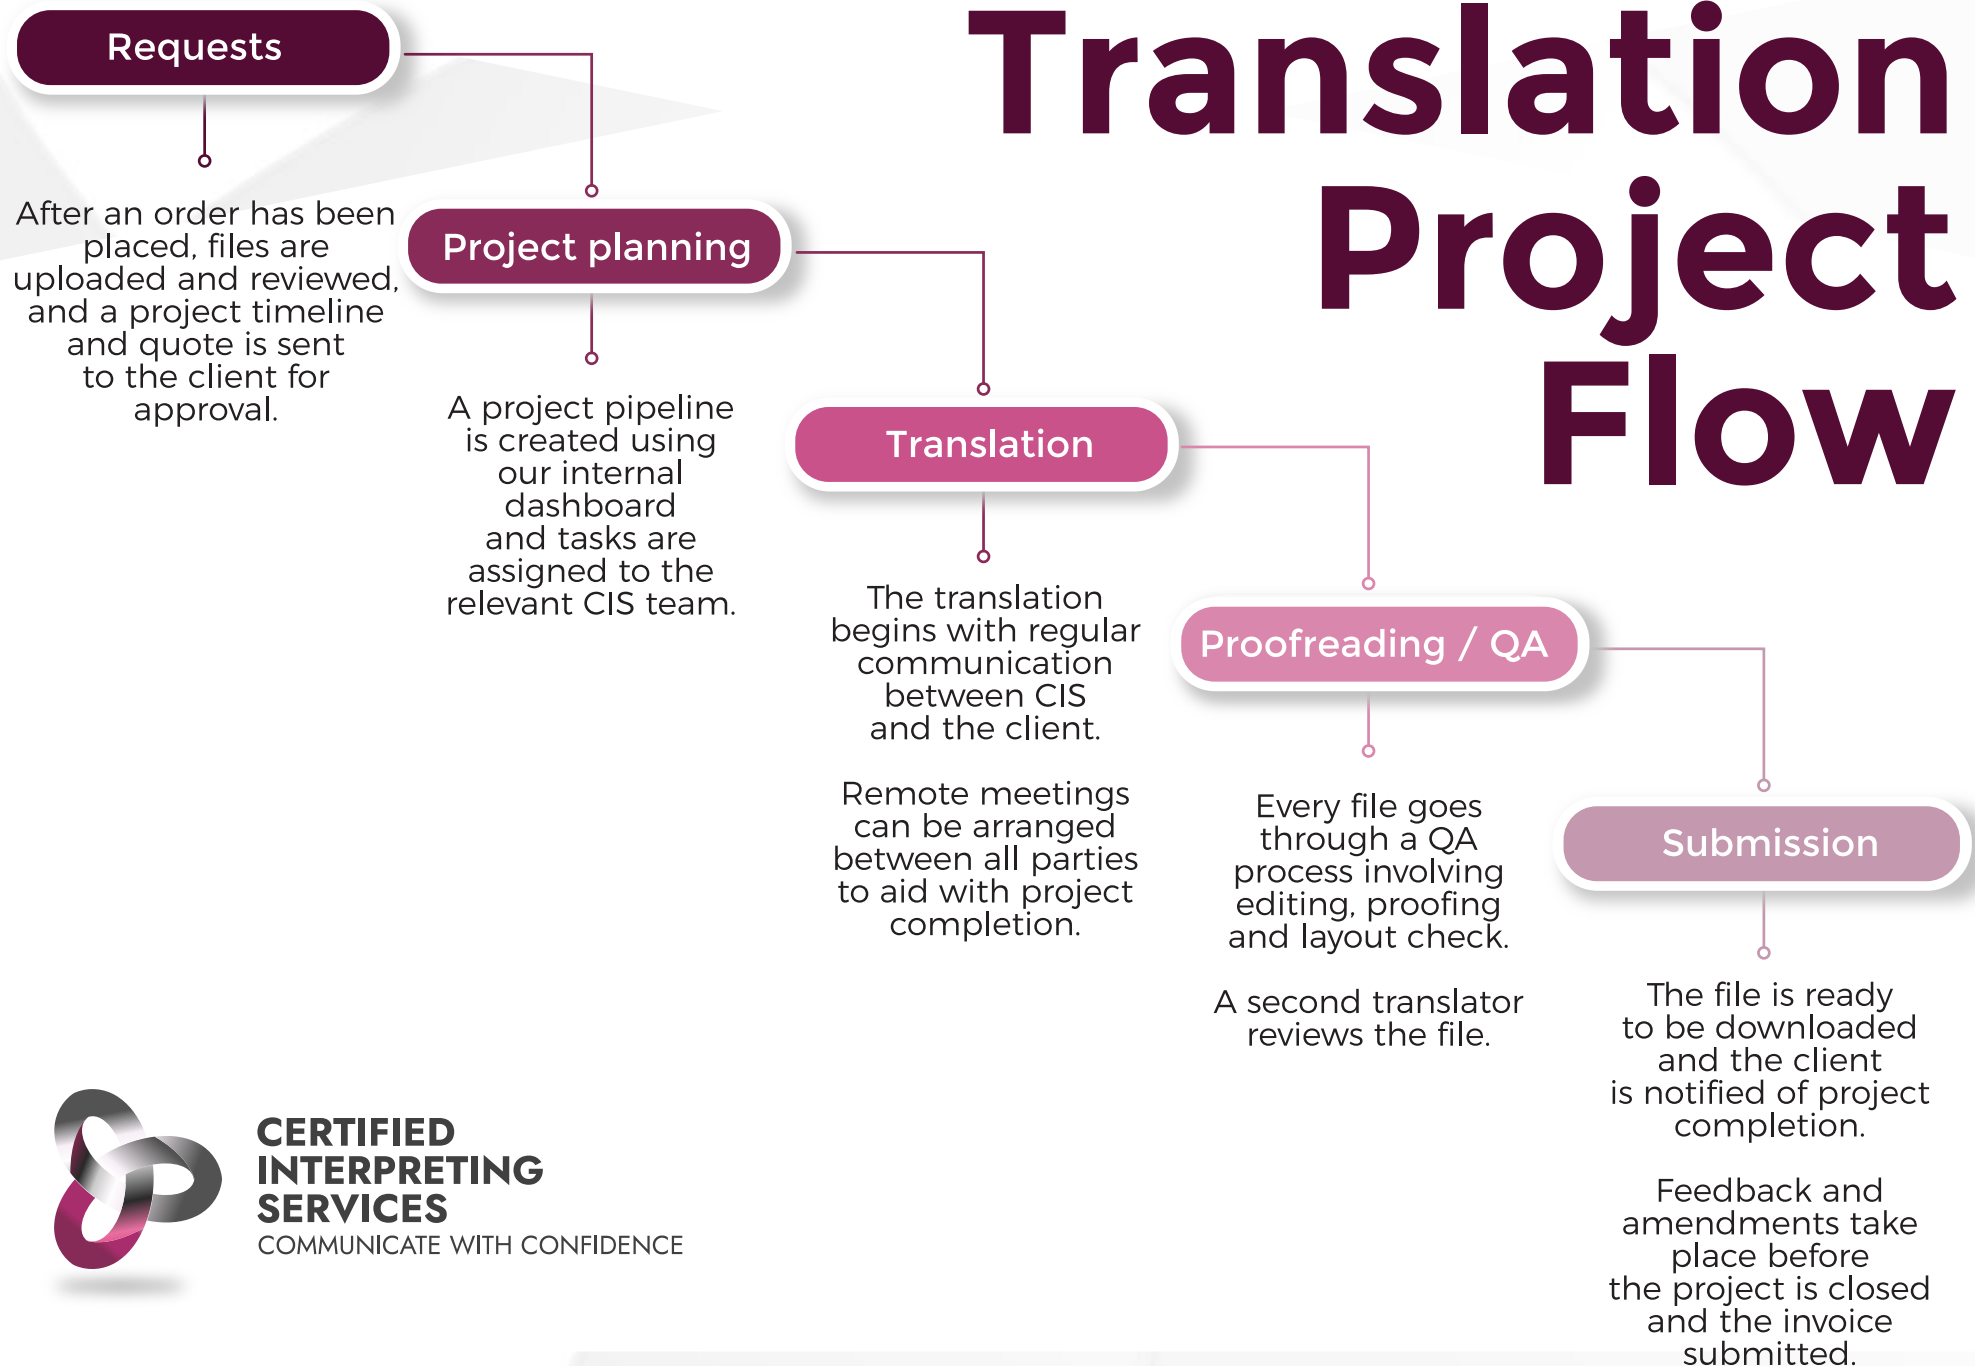 Translation
Project
Flow
Requests
After an order has been
placed, files are
uploaded and reviewed,
and a project timeline
and quote is sent
to the client for
approval.
Project planning
A project pipeline
is created using
our internal
dashboard
and tasks are
assigned to the
relevant CIS team.
Translation
The translation
begins with regular
communication
between CIS
and the client.
Remote meetings
can be arranged
between all parties
to aid with project
completion.
Proofreading / QA
Every file goes
through a QA
process involving
editing, proofing
and layout check.
A second translator
reviews the file.
Submission
The file is ready
to be downloaded
and the client
is notified of project
completion.
Feedback and
amendments take
place before
the project is closed
and the invoice
submitted.
CERTIFIED
INTERPRETING
SERVICES
COMMUNICATE WITH CONFIDENCE